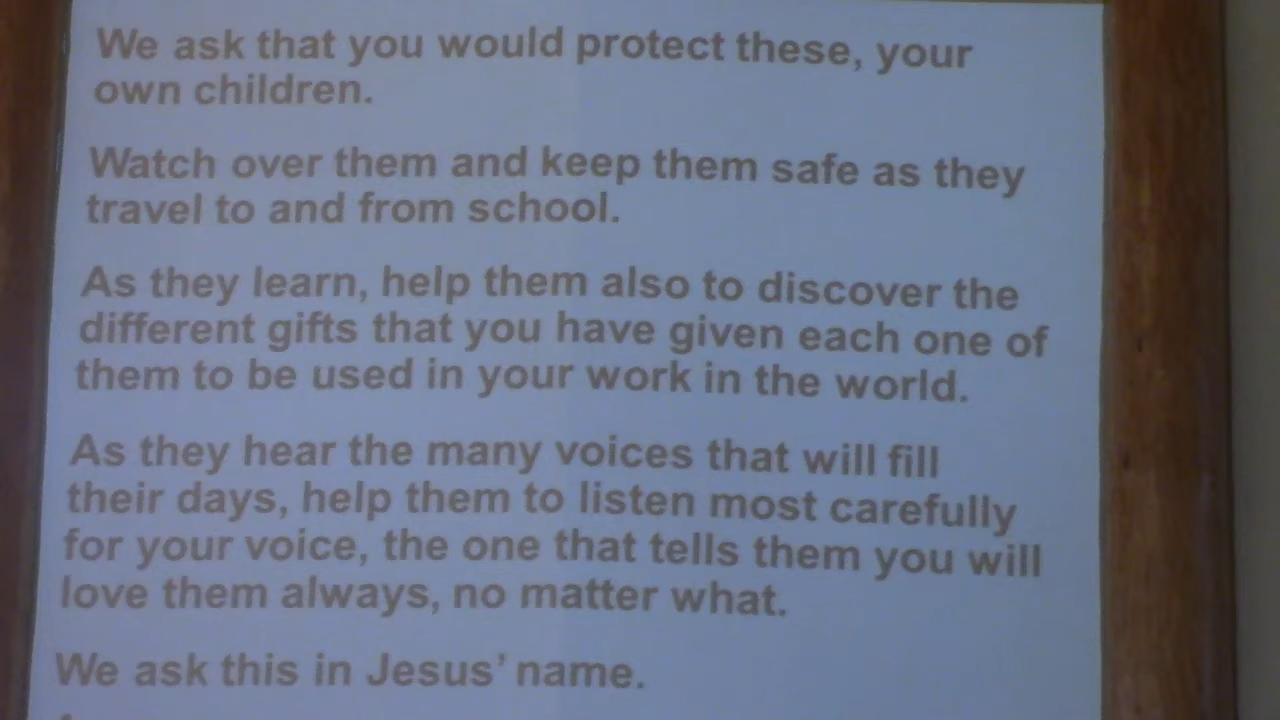 We ask that you would protect these, your
own children.
Watch over them and keep them safe as they
travel to and from school.
As they learn, help them also to discover the
different gifts that you have given each one of
them to be used in your work in the world.
As they hear the many voices that will fill
their days, help them to listen most carefully
for your voice, the one that tells them you will
love them always, no matter what.
We ask this in Jesus’ name.